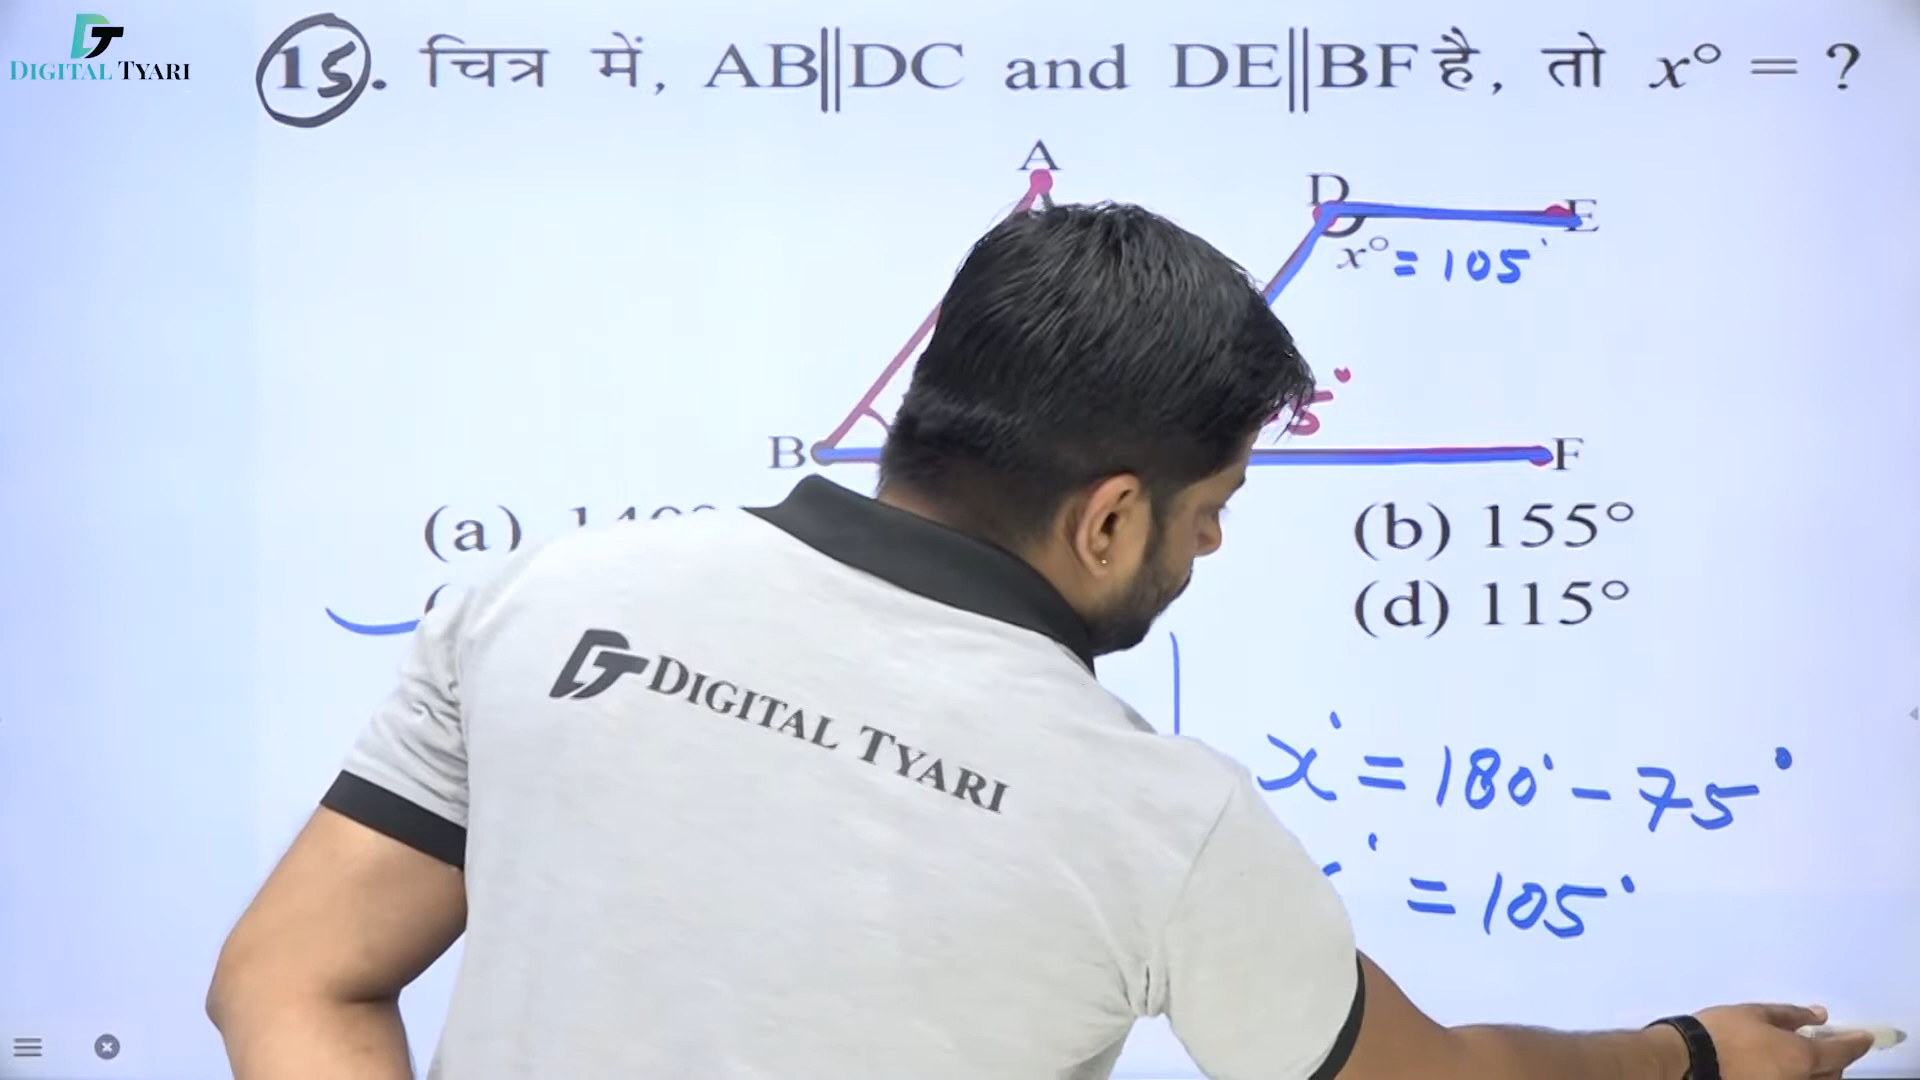 DIGITAL TYARI
15. चित्र में, AB||DC and DE||BF है, तो x° = ?
A
D
E
x° = 105°
B
F
(a)
(b) 155°
(d) 115°
DIGITAL TYARI
x° = 180° - 75°
= 105°